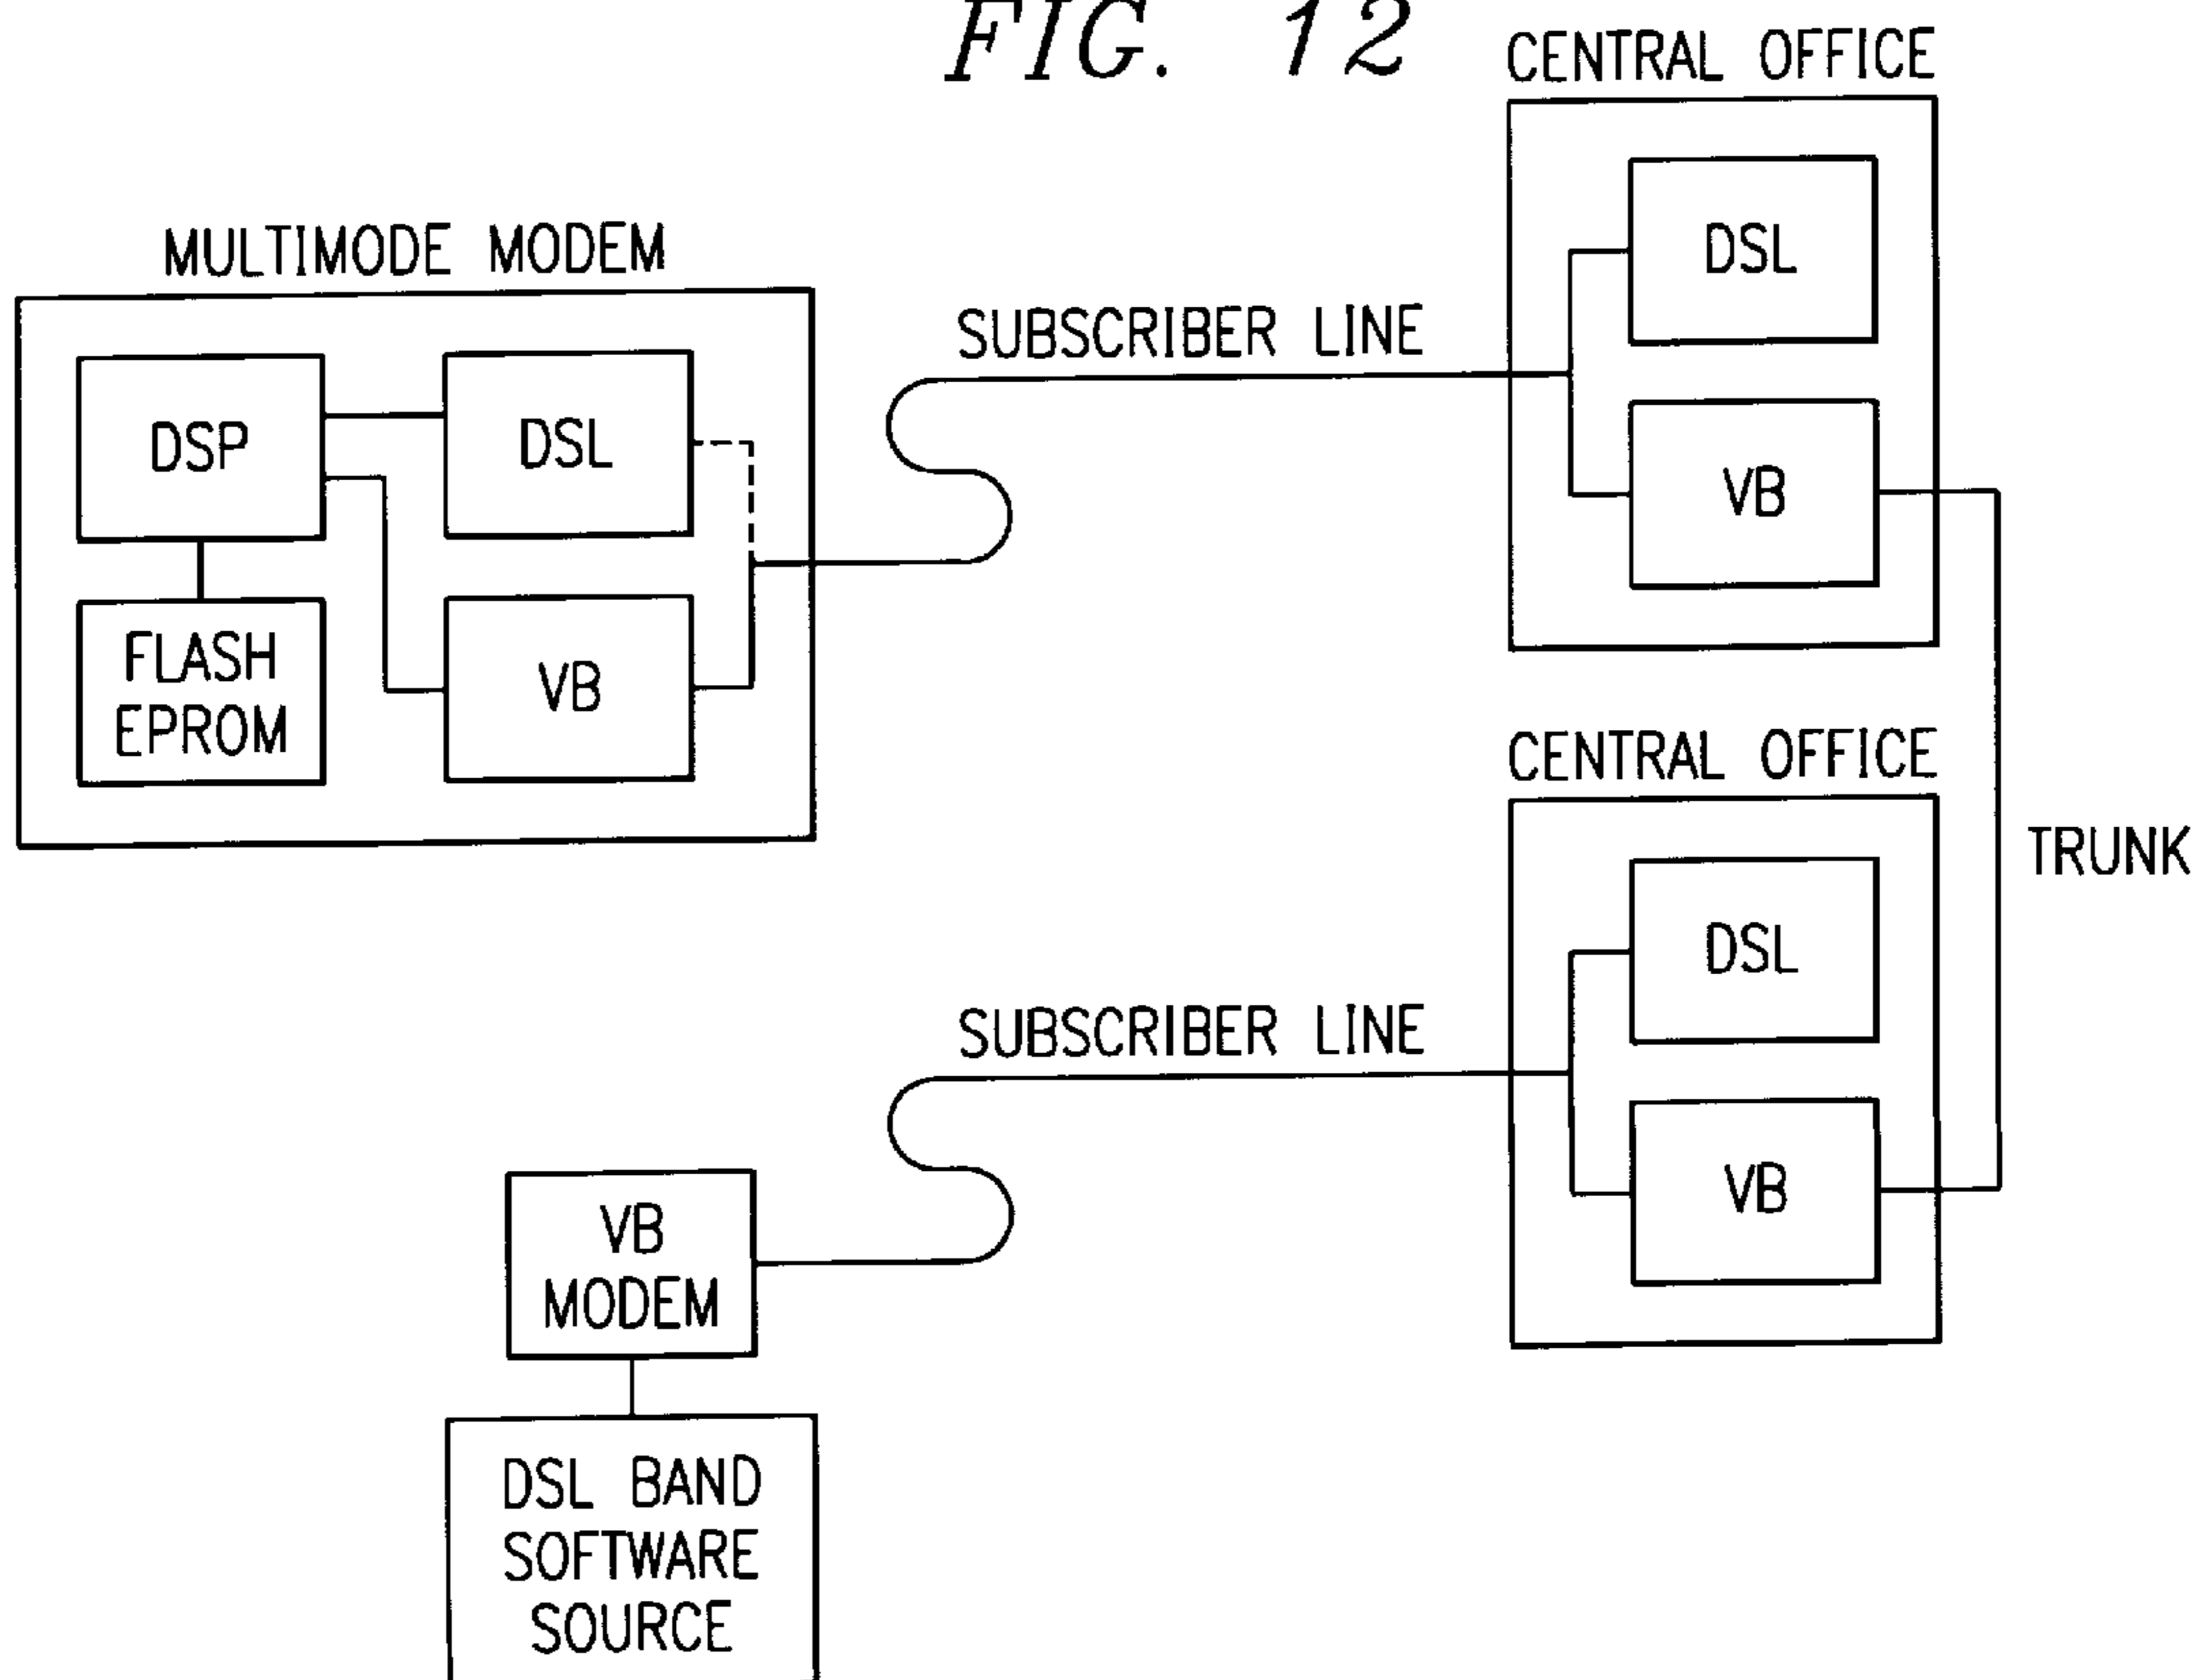 FIG. 12
CENTRAL OFFICE
DSL
VB
MULTIMODE MODEM
DSP
DSL
FLASH
EPROM
VB
SUBSCRIBER LINE
TRUNK
CENTRAL OFFICE
DSL
VB
SUBSCRIBER LINE
VB
MODEM
DSL BAND
SOFTWARE
SOURCE